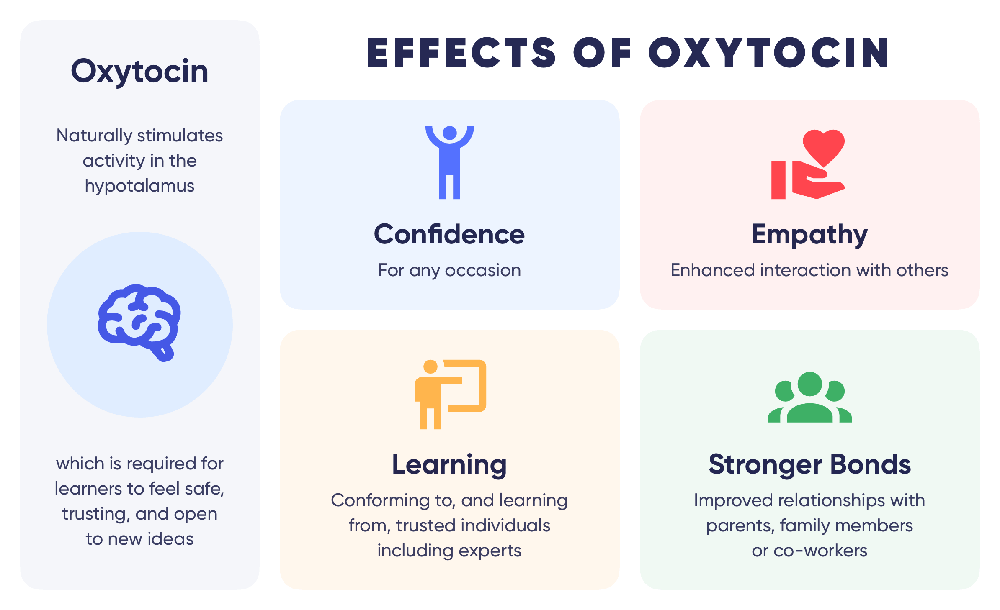 Oxytocin
Naturally stimulates
activity in the
hypotalamus
which is required for
learners to feel safe,
trusting, and open
to new ideas
EFFECTS OF OXYTOCIN
Confidence
For any occasion
Empathy
Enhanced interaction with others
Learning
Conforming to, and learning
from, trusted individuals
including experts
Stronger Bonds
Improved relationships with
parents, family members
or co-workers